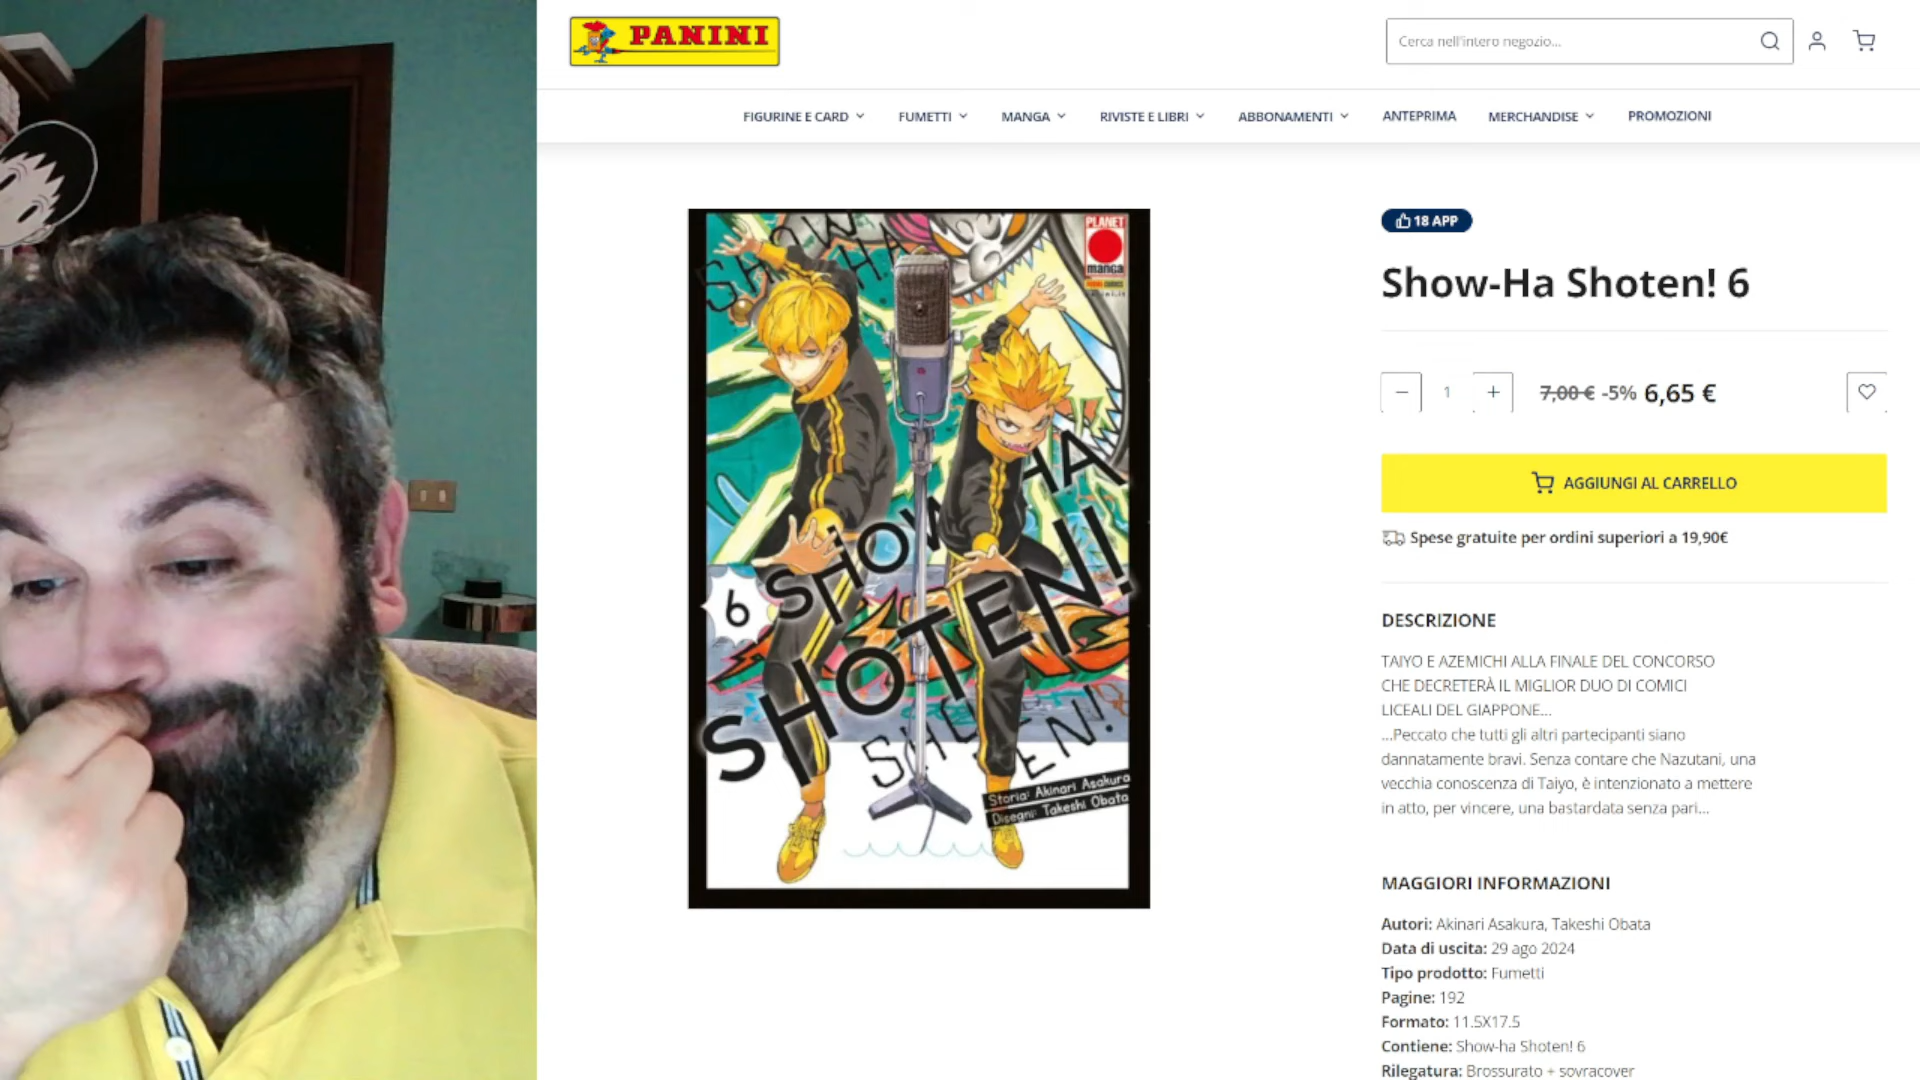 PANINI
Cerca nell'intero negozio...
FIGURINE E CARD
FUMETTI
MANGA
RIVISTE E LIBRI
ABBONAMENTI
ANTEPRIMA
MERCHANDISE
PROMOZIONI
SHOW
HA
PLANET
manga
PANINI COMICS
6
SHOW-HA
SHOTEN!
SHOTEN!
Storia: Akinari Asakura
Disegni: Takeshi Obata
18 APP
Show-Ha Shoten! 6
1
7,00 € -5% 6,65 €
AGGIUNGI AL CARRELLO
Spese gratuite per ordini superiori a 19,90€
DESCRIZIONE
TAIYO E AZEMICHI ALLA FINALE DEL CONCORSO
CHE DECRETERÀ IL MIGLIOR DUO DI COMICI
LICEALI DEL GIAPPONE...
...Peccato che tutti gli altri partecipanti siano
dannatamente bravi. Senza contare che Nazutani, una
vecchia conoscenza di Taiyo, è intenzionato a mettere
in atto, per vincere, una bastardata senza pari...
MAGGIORI INFORMAZIONI
Autori: Akinari Asakura, Takeshi Obata
Data di uscita: 29 ago 2024
Tipo prodotto: Fumetti
Pagine: 192
Formato: 11.5X17.5
Contiene: Show-ha Shoten! 6
Rilegatura: Brossurato + sovracover